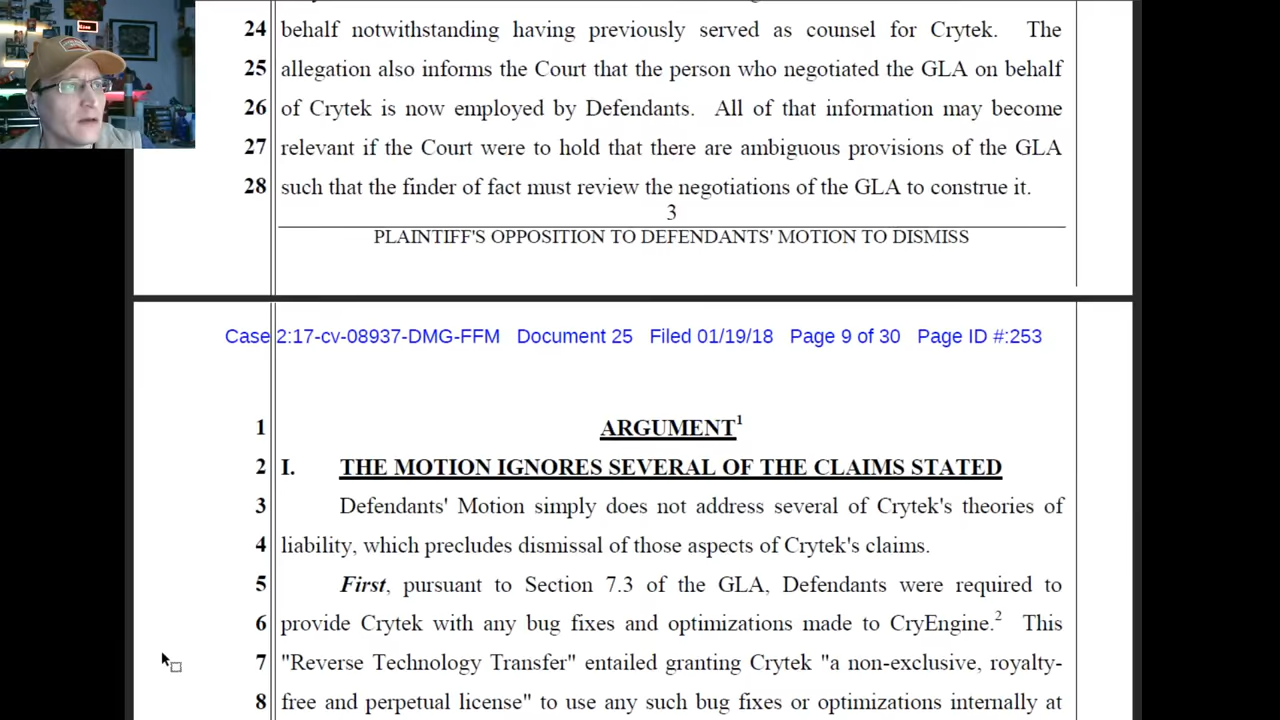 24 behalf notwithstanding having previously served as counsel for Crytek. The
25 allegation also informs the Court that the person who negotiated the GLA on behalf
26 of Crytek is now employed by Defendants. All of that information may become
27 relevant if the Court were to hold that there are ambiguous provisions of the GLA
28 such that the finder of fact must review the negotiations of the GLA to construe it.
3
PLAINTIFF'S OPPOSITION TO DEFENDANTS' MOTION TO DISMISS
Case 2:17-cv-08937-DMG-FFM Document 25 Filed 01/19/18 Page 9 of 30 Page ID #:253
1 ARGUMENT1
2 I. THE MOTION IGNORES SEVERAL OF THE CLAIMS STATED
3 Defendants' Motion simply does not address several of Crytek's theories of
4 liability, which precludes dismissal of those aspects of Crytek's claims.
5 First, pursuant to Section 7.3 of the GLA, Defendants were required to
6 provide Crytek with any bug fixes and optimizations made to CryEngine.2 This
7 "Reverse Technology Transfer" entailed granting Crytek "a non-exclusive, royalty-
8 free and perpetual license" to use any such bug fixes or optimizations internally at